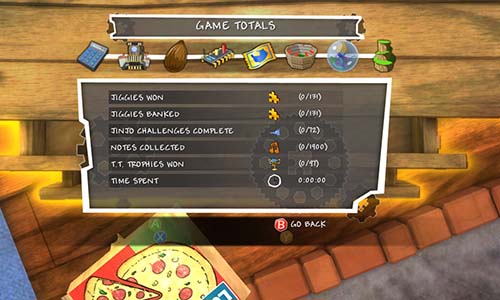 GAME TOTALS
JIGGIES WON (0/131)
JIGGIES BANKED (0/131)
JINJO CHALLENGES COMPLETE (0/72)
NOTES COLLECTED (0/1900)
T.T. TROPHIES WON (0/97)
TIME SPENT 0:00:00
B GO BACK
A
X